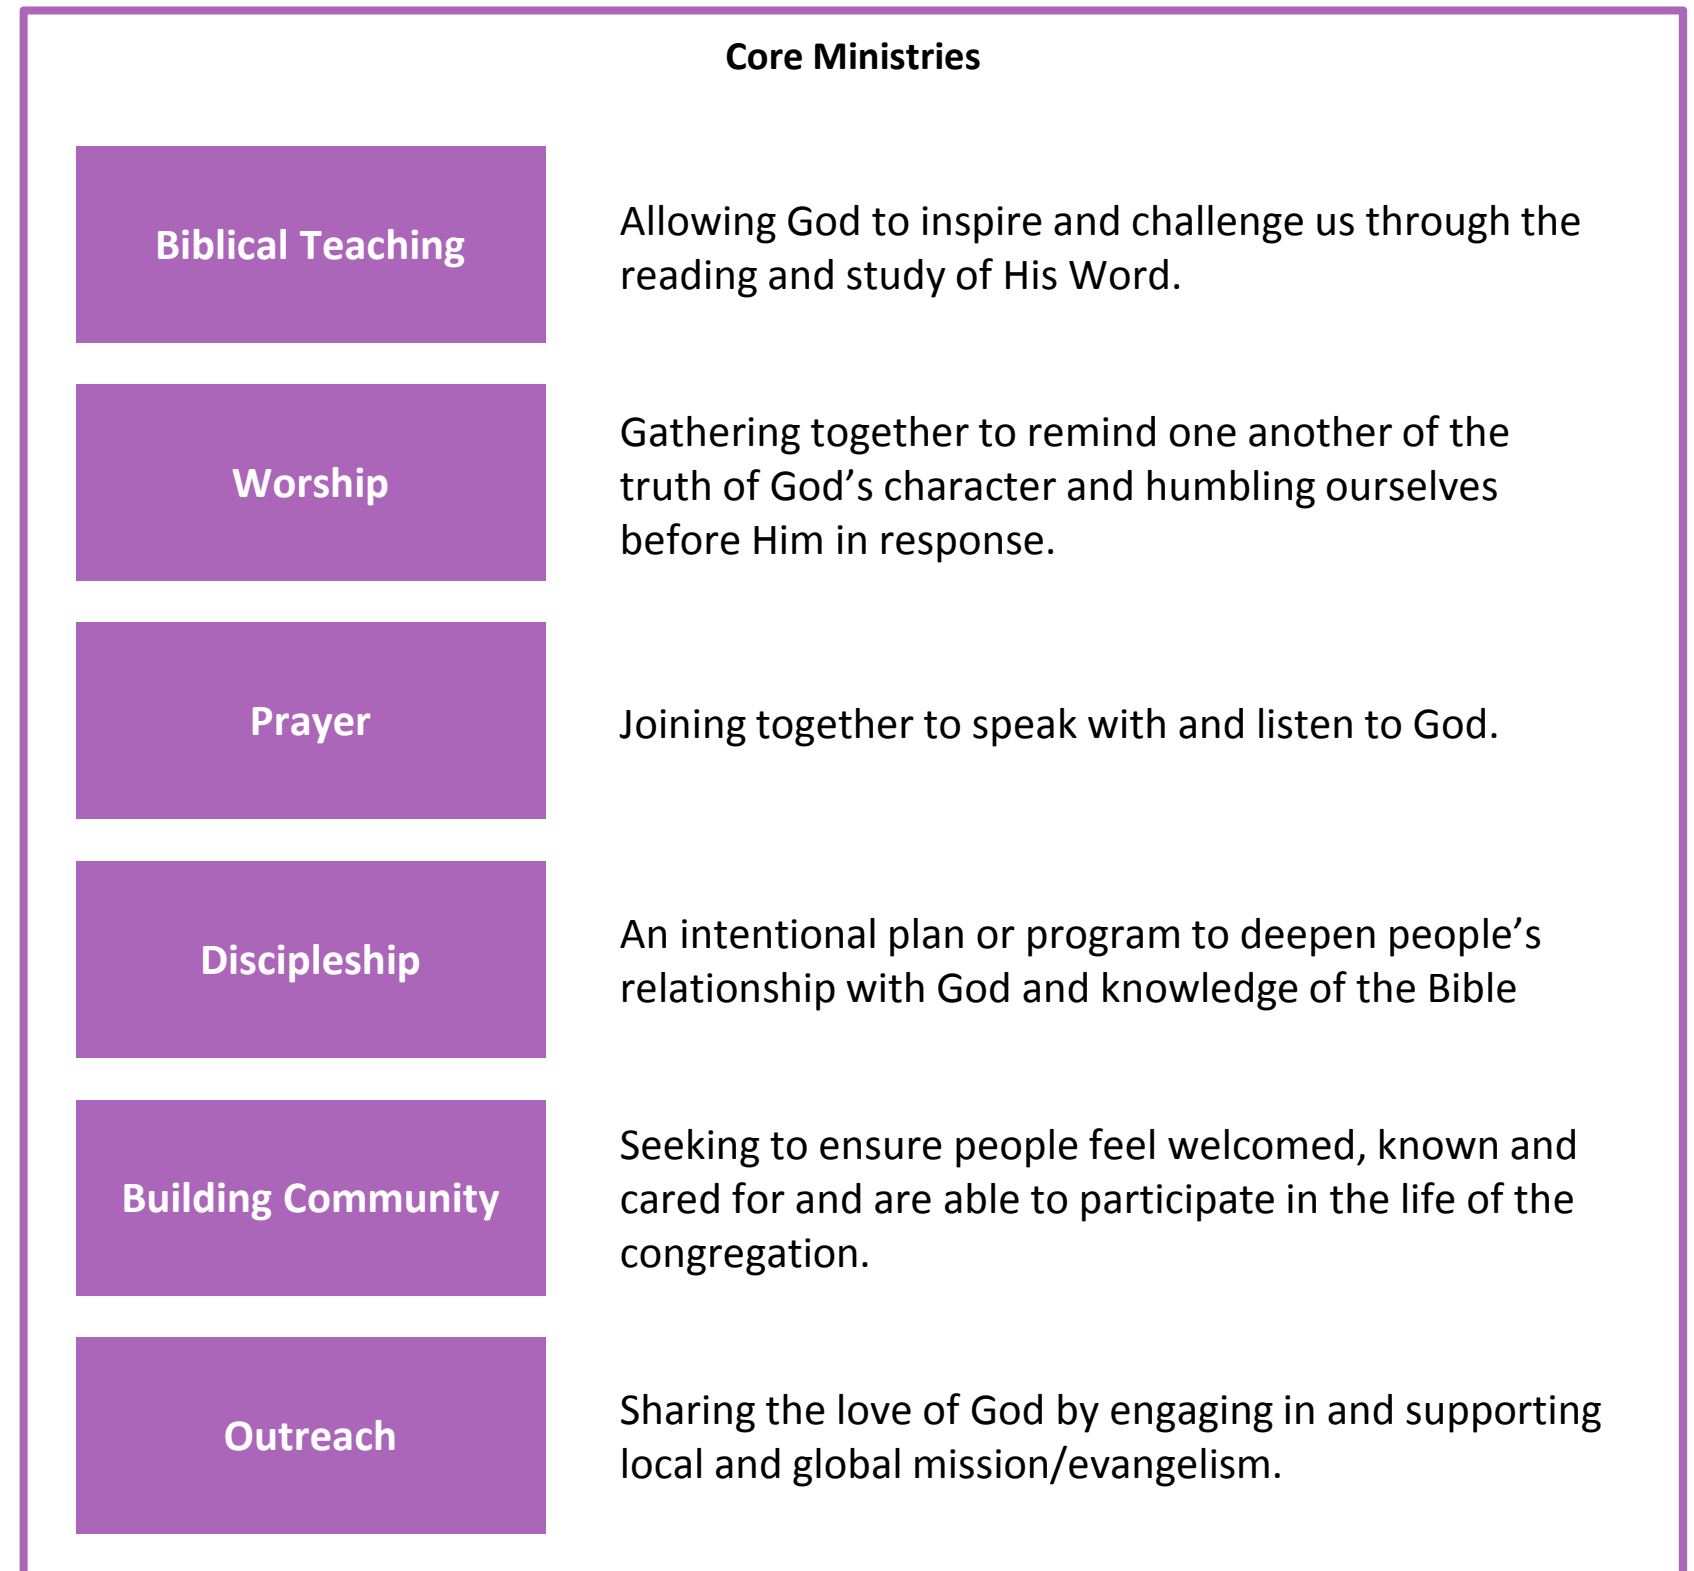 Core Ministries
Biblical Teaching
Allowing God to inspire and challenge us through the
reading and study of His Word.
Worship
Gathering together to remind one another of the
truth of God’s character and humbling ourselves
before Him in response.
Prayer
Joining together to speak with and listen to God.
Discipleship
An intentional plan or program to deepen people’s
relationship with God and knowledge of the Bible
Building Community
Seeking to ensure people feel welcomed, known and
cared for and are able to participate in the life of the
congregation.
Outreach
Sharing the love of God by engaging in and supporting
local and global mission/evangelism.